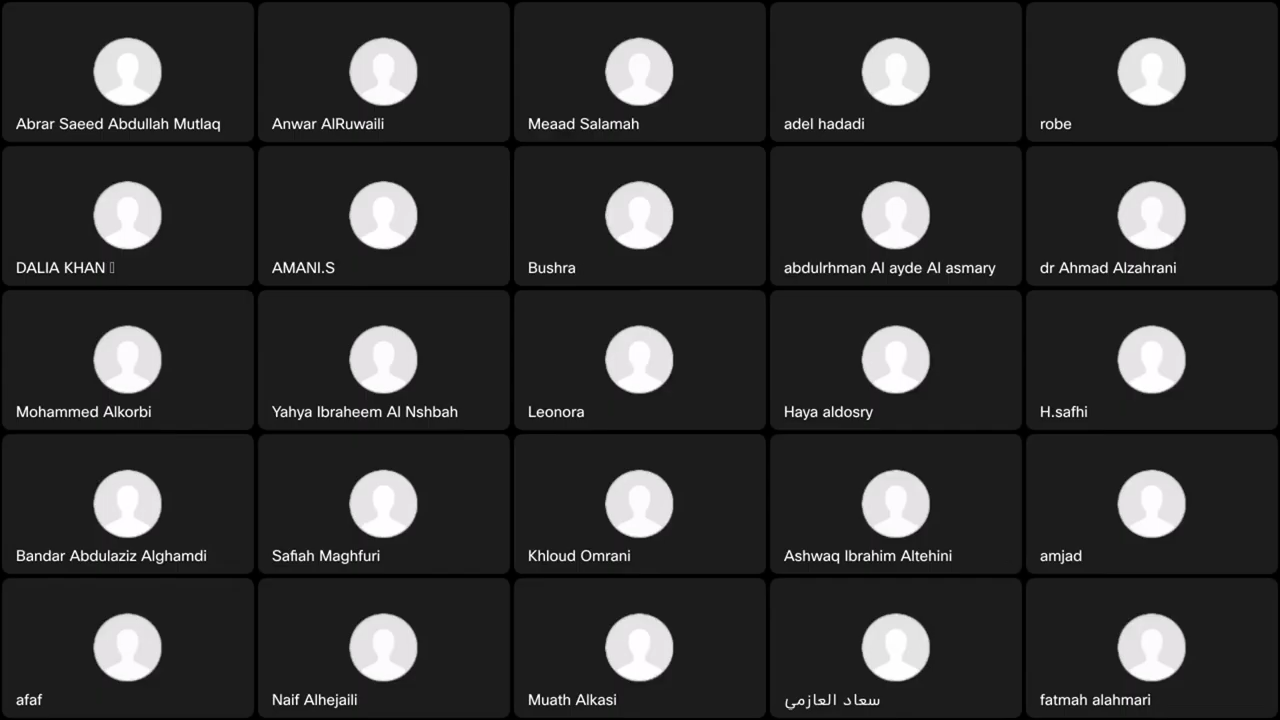 Abrar Saeed Abdullah Mutlaq
Anwar AlRuwaili
Meaad Salamah
adel hadadi
robe
DALIA KHAN
AMANI.S
Bushra
abdulrhman Al ayde Al asmary
dr Ahmad Alzahrani
Mohammed Alkorbi
Yahya Ibraheem Al Nshbah
Leonora
Haya aldosry
H.safhi
Bandar Abdulaziz Alghamdi
Safiah Maghfuri
Khloud Omrani
Ashwaq Ibrahim Altehini
amjad
afaf
Naif Alhejaili
Muath Alkasi
سعاد العازمي
fatmah alahmari